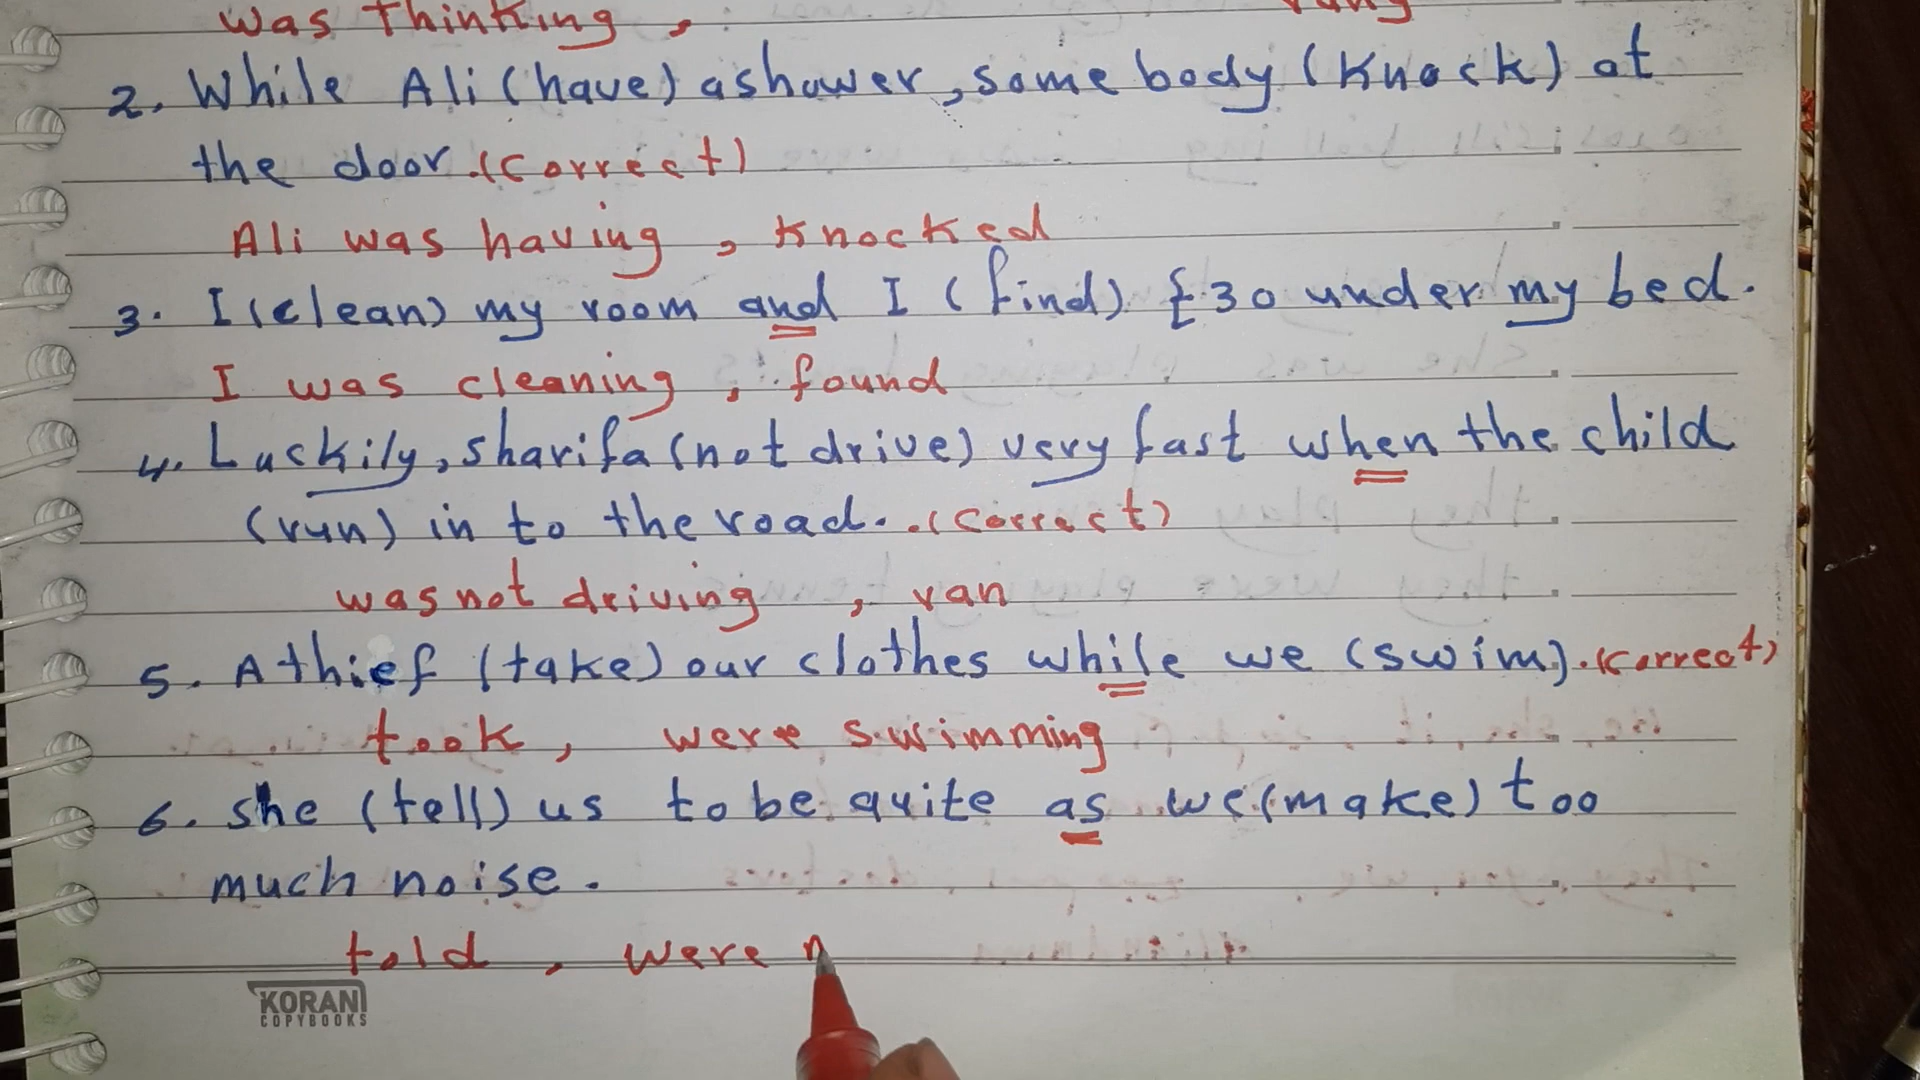 was thinking , rang
2. While Ali (have) a shower, some body (Knock) at
the door. (Correct)
Ali was having , Knocked
3. I (clean) my room and I (find) £30 under my bed.
I was cleaning , found
4. Luckily, sharifa (not drive) very fast when the child
(run) in to the road. (Correct)
was not driving , ran
5. A thief (take) our clothes while we (swim). (Correct)
took , were swimming
6. she (tell) us to be quite as we (make) too
much noise.
told , were m
KORAN
COPYBOOKS